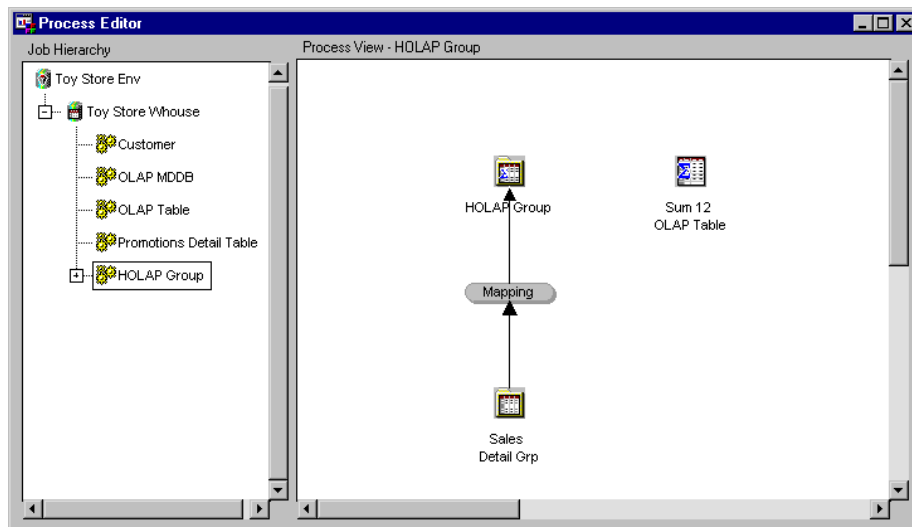 Process Editor
Job Hierarchy
Process View - HOLAP Group
Toy Store Env
Toy Store Whouse
Customer
OLAP MDDB
OLAP Table
Promotions Detail Table
HOLAP Group
HOLAP Group
Sum 12
OLAP Table
Mapping
Sales
Detail Grp